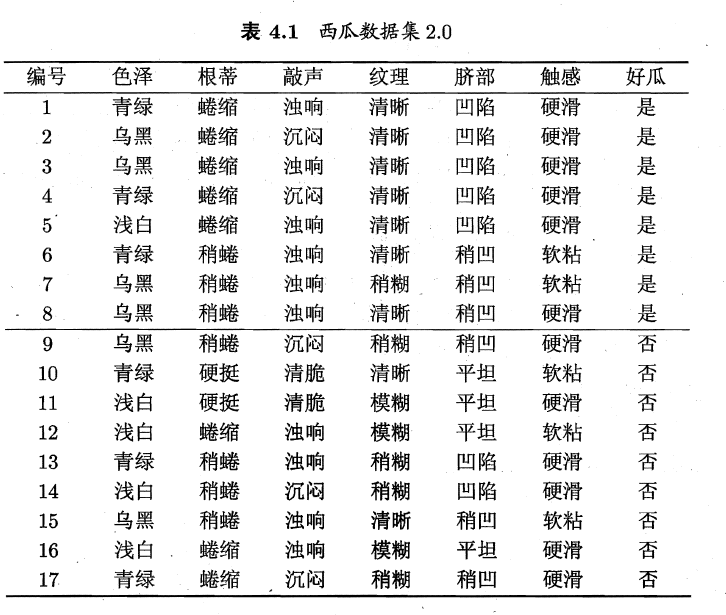 表 4.1 西瓜数据集 2.0
编号 色泽 根蒂 敲声 纹理 脐部 触感 好瓜
1 青绿 蜷缩 浊响 清晰 凹陷 硬滑 是
2 乌黑 蜷缩 沉闷 清晰 凹陷 硬滑 是
3 乌黑 蜷缩 浊响 清晰 凹陷 硬滑 是
4 青绿 蜷缩 沉闷 清晰 凹陷 硬滑 是
5 浅白 蜷缩 浊响 清晰 凹陷 硬滑 是
6 青绿 稍蜷 浊响 清晰 稍凹 软粘 是
7 乌黑 稍蜷 浊响 稍糊 稍凹 软粘 是
8 乌黑 稍蜷 浊响 清晰 稍凹 硬滑 是
9 乌黑 稍蜷 沉闷 稍糊 稍凹 硬滑 否
10 青绿 硬挺 清脆 清晰 平坦 软粘 否
11 浅白 硬挺 清脆 模糊 平坦 硬滑 否
12 浅白 蜷缩 浊响 模糊 平坦 软粘 否
13 青绿 稍蜷 浊响 稍糊 凹陷 硬滑 否
14 浅白 稍蜷 沉闷 稍糊 凹陷 硬滑 否
15 乌黑 稍蜷 浊响 清晰 稍凹 软粘 否
16 浅白 蜷缩 浊响 模糊 平坦 硬滑 否
17 青绿 蜷缩 沉闷 稍糊 稍凹 硬滑 否